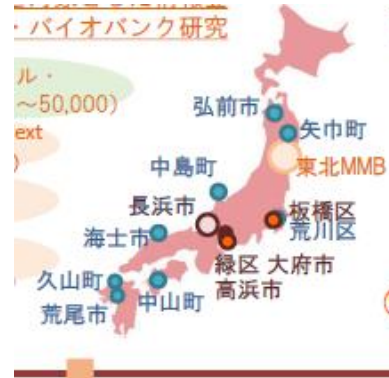 ・バイオバンク研究
ル・
～50,000）
ext
）
弘前市
矢巾町
東北MMB
中島町
長浜市
板橋区
荒川区
海士市
緑区 大府市
高浜市
久山町
中山町
荒尾市